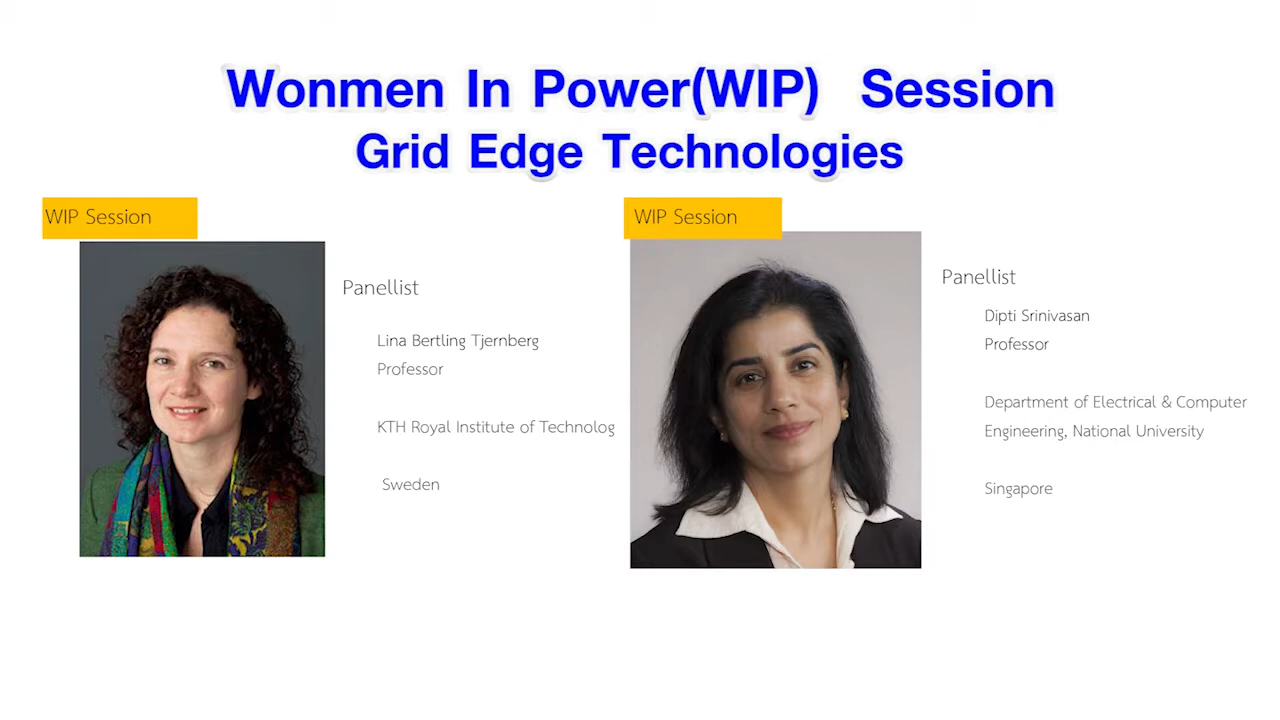 Wonmen In Power(WIP) Session
Grid Edge Technologies
WIP Session
Panellist
Lina Bertling Tjernberg
Professor
KTH Royal Institute of Technolog
Sweden
WIP Session
Panellist
Dipti Srinivasan
Professor
Department of Electrical & Computer
Engineering, National University
Singapore